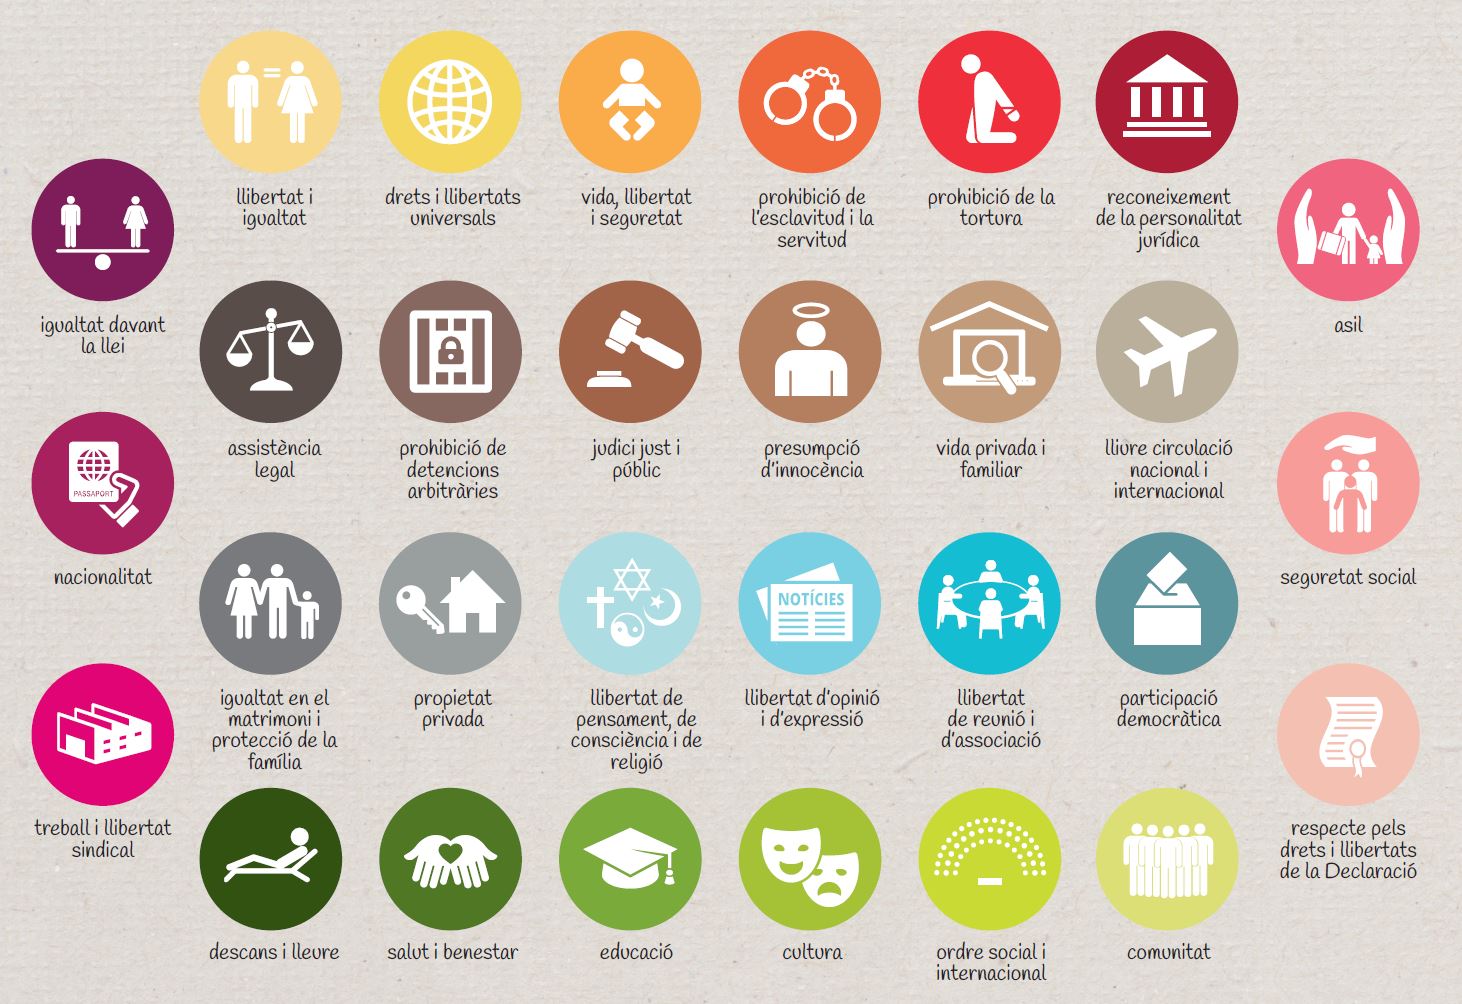 llibertat i
igualtat
drets i llibertats
universals
vida, llibertat
i seguretat
prohibició de
l'esclavitud i la
servitud
prohibició de la
tortura
reconeixement
de la personalitat
jurídica
igualtat davant
la llei
asil
assistència
legal
prohibició de
detencions
arbitràries
judici just i
públic
presumpció
d'innocència
vida privada i
familiar
lliure circulació
nacional i
internacional
PASSAPORT
nacionalitat
seguretat social
igualtat en el
matrimoni i
protecció de la
família
propietat
privada
llibertat de
pensament, de
consciència i de
religió
NOTÍCIES
llibertat d'opinió
i d'expressió
llibertat
de reunió i
d'associació
participació
democràtica
treball i llibertat
sindical
respecte pels
drets i llibertats
de la Declaració
descans i lleure
salut i benestar
educació
cultura
ordre social i
internacional
comunitat